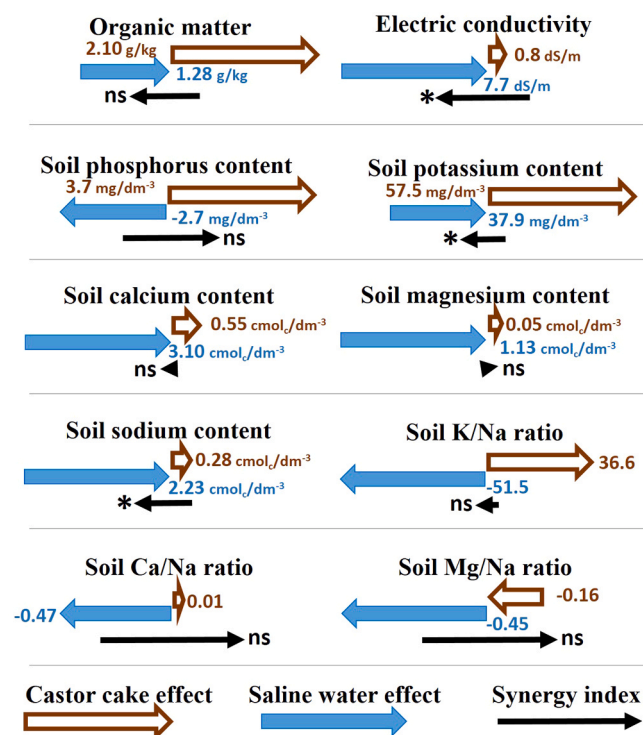 Organic matter
2.10 g/kg
1.28 g/kg
ns
Electric conductivity
0.8 dS/m
7.7 dS/m
*
Soil phosphorus content
3.7 mg/dm⁻³
-2.7 mg/dm⁻³
ns
Soil potassium content
57.5 mg/dm⁻³
37.9 mg/dm⁻³
*
Soil calcium content
0.55 cmolc/dm⁻³
3.10 cmolc/dm⁻³
ns
Soil magnesium content
0.05 cmolc/dm⁻³
1.13 cmolc/dm⁻³
ns
Soil sodium content
0.28 cmolc/dm⁻³
2.23 cmolc/dm⁻³
*
Soil K/Na ratio
36.6
-51.5
ns
Soil Ca/Na ratio
0.01
-0.47
ns
Soil Mg/Na ratio
-0.16
-0.45
ns
Castor cake effect
Saline water effect
Synergy index